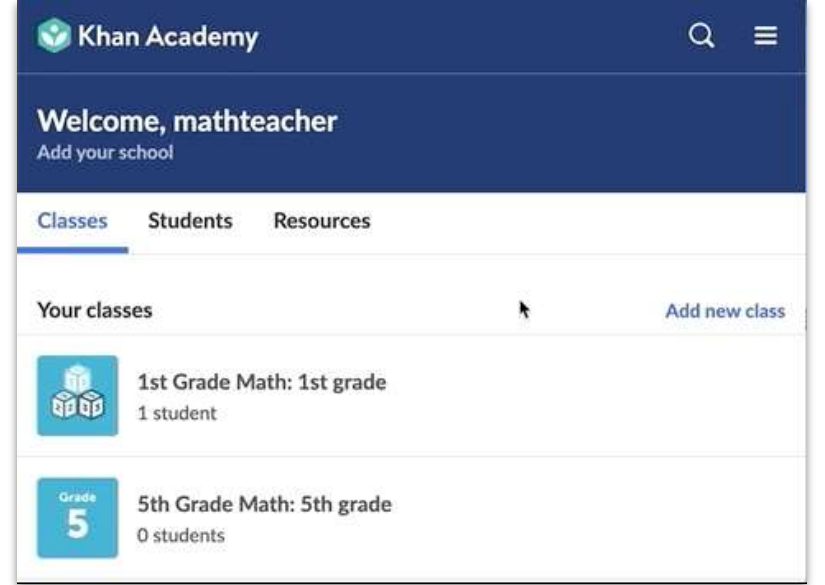 Khan Academy
Welcome, mathteacher
Add your school
Classes Students Resources
Your classes Add new class
1st Grade Math: 1st grade
1 student
Grade
5
5th Grade Math: 5th grade
0 students